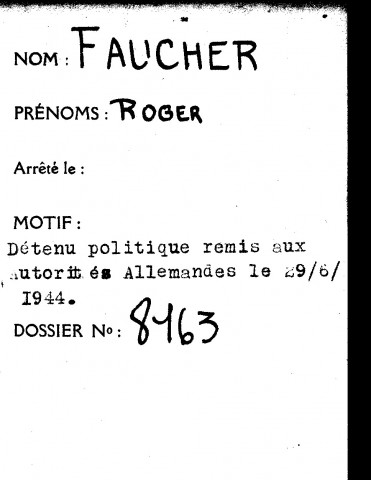 NOM : FAUCHER
PRÉNOMS : ROGER
Arrêté le :
MOTIF :
Détenu politique remis aux
autorités Allemandes le 29/6/
1944.
DOSSIER No : 8463